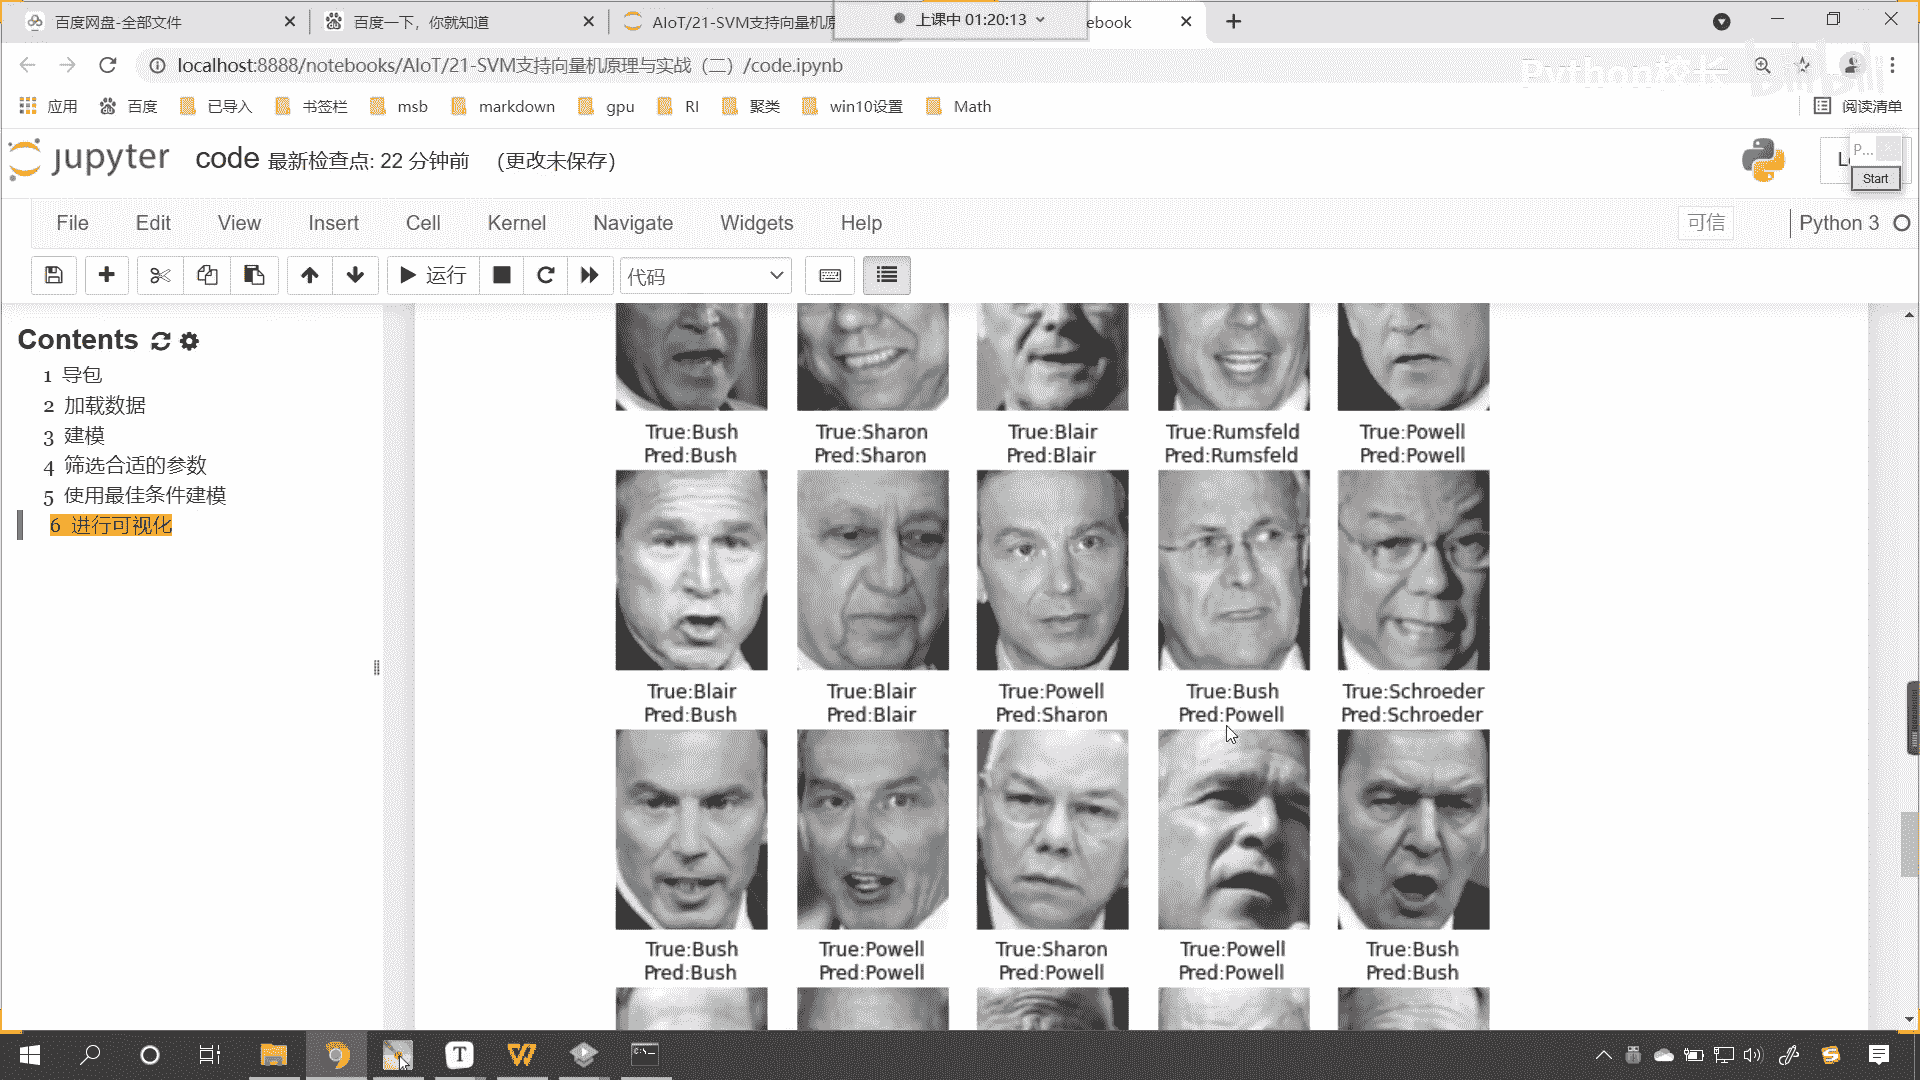 百度网盘-全部文件
百度一下，你就知道
AIoT/21-SVM支持向量机原
上课中 01:20:13
ebook
localhost:8888/notebooks/AIoT/21-SVM支持向量机原理与实战（二）/code.ipynb
Python校长
bilibili
应用 百度 已导入 书签栏 msb markdown gpu RI 聚类 win10设置 Math 阅读清单
jupyter code 最新检查点: 22 分钟前 (更改未保存)
P...
Start
File Edit View Insert Cell Kernel Navigate Widgets Help 可信 Python 3
运行 代码
Contents
1 导包
2 加载数据
3 建模
4 筛选合适的参数
5 使用最佳条件建模
6 进行可视化
True:Bush True:Sharon True:Blair True:Rumsfeld True:Powell
Pred:Bush Pred:Sharon Pred:Blair Pred:Rumsfeld Pred:Powell
True:Blair True:Blair True:Powell True:Bush True:Schroeder
Pred:Bush Pred:Blair Pred:Sharon Pred:Powell Pred:Schroeder
True:Bush True:Powell True:Sharon True:Powell True:Bush
Pred:Bush Pred:Powell Pred:Powell Pred:Powell Pred:Bush